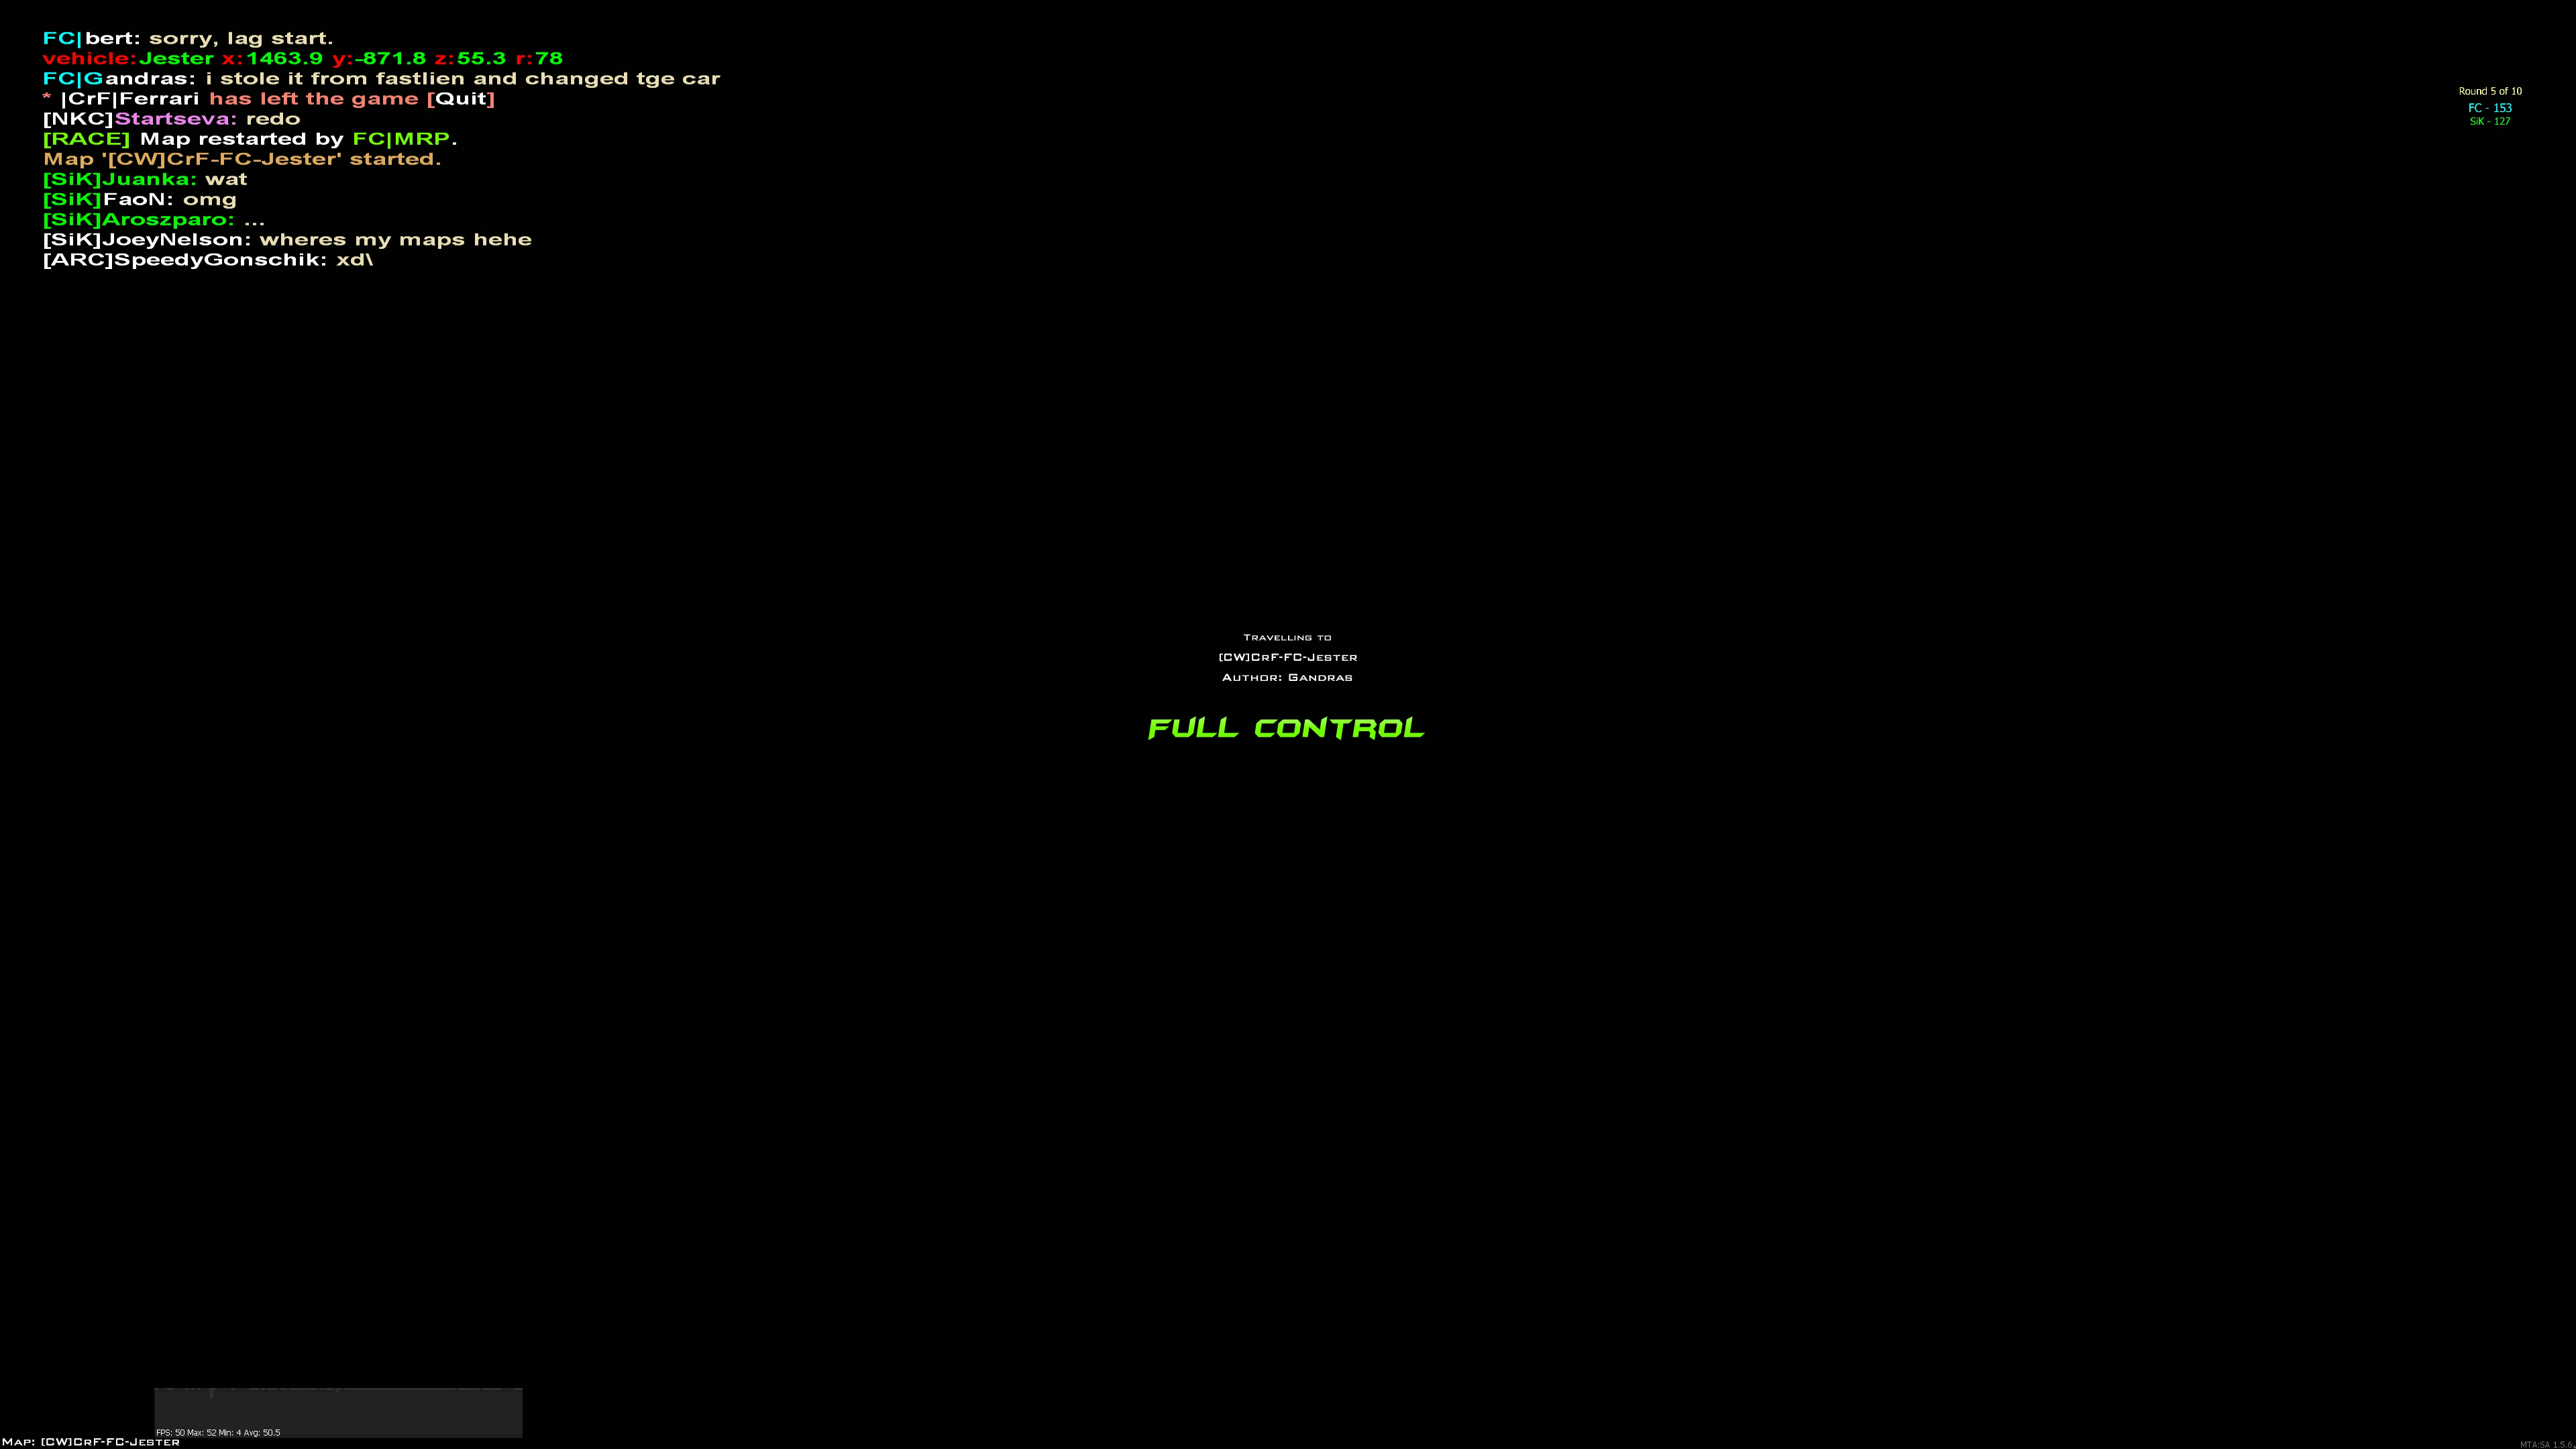 FC|bert: sorry, lag start.
vehicle:Jester x:1463.9 y:-871.8 z:55.3 r:78
FC|Gandras: i stole it from fastlien and changed tge car
* |CrF|Ferrari has left the game [Quit]
[NKC]Startseva: redo
[RACE] Map restarted by FC|MRP.
Map '[CW]CrF-FC-Jester' started.
[SiK]Juanka: wat
[SiK]FaoN: omg
[SiK]Aroszparo: ...
[SiK]JoeyNelson: wheres my maps hehe
[ARC]SpeedyGonschik: xd\
Round 5 of 10
FC - 153
SiK - 127
Travelling to
[CW]CrF-FC-Jester
Author: Gandras
FULL CONTROL
FPS: 50 Max: 52 Min: 4 Avg: 50.5
Map: [CW]CrF-FC-Jester
MTA:SA 1.5.6